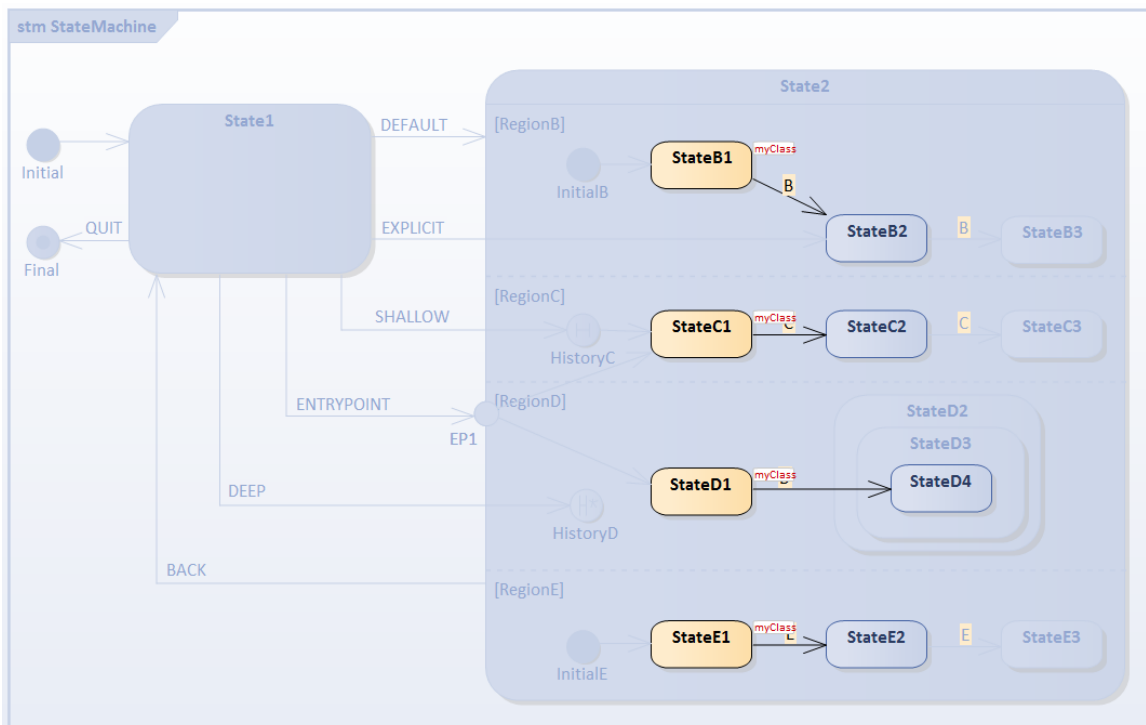 stm StateMachine
State2
State1
DEFAULT
[RegionB]
StateB1
myClass
Initial
InitialB
B
QUIT
EXPLICIT
StateB2
B
StateB3
Final
[RegionC]
SHALLOW
StateC1
myClass
C
StateC2
C
StateC3
HistoryC
ENTRYPOINT
[RegionD]
StateD2
EP1
StateD3
StateD1
myClass
StateD4
DEEP
HistoryD
BACK
[RegionE]
StateE1
myClass
StateE2
E
StateE3
InitialE